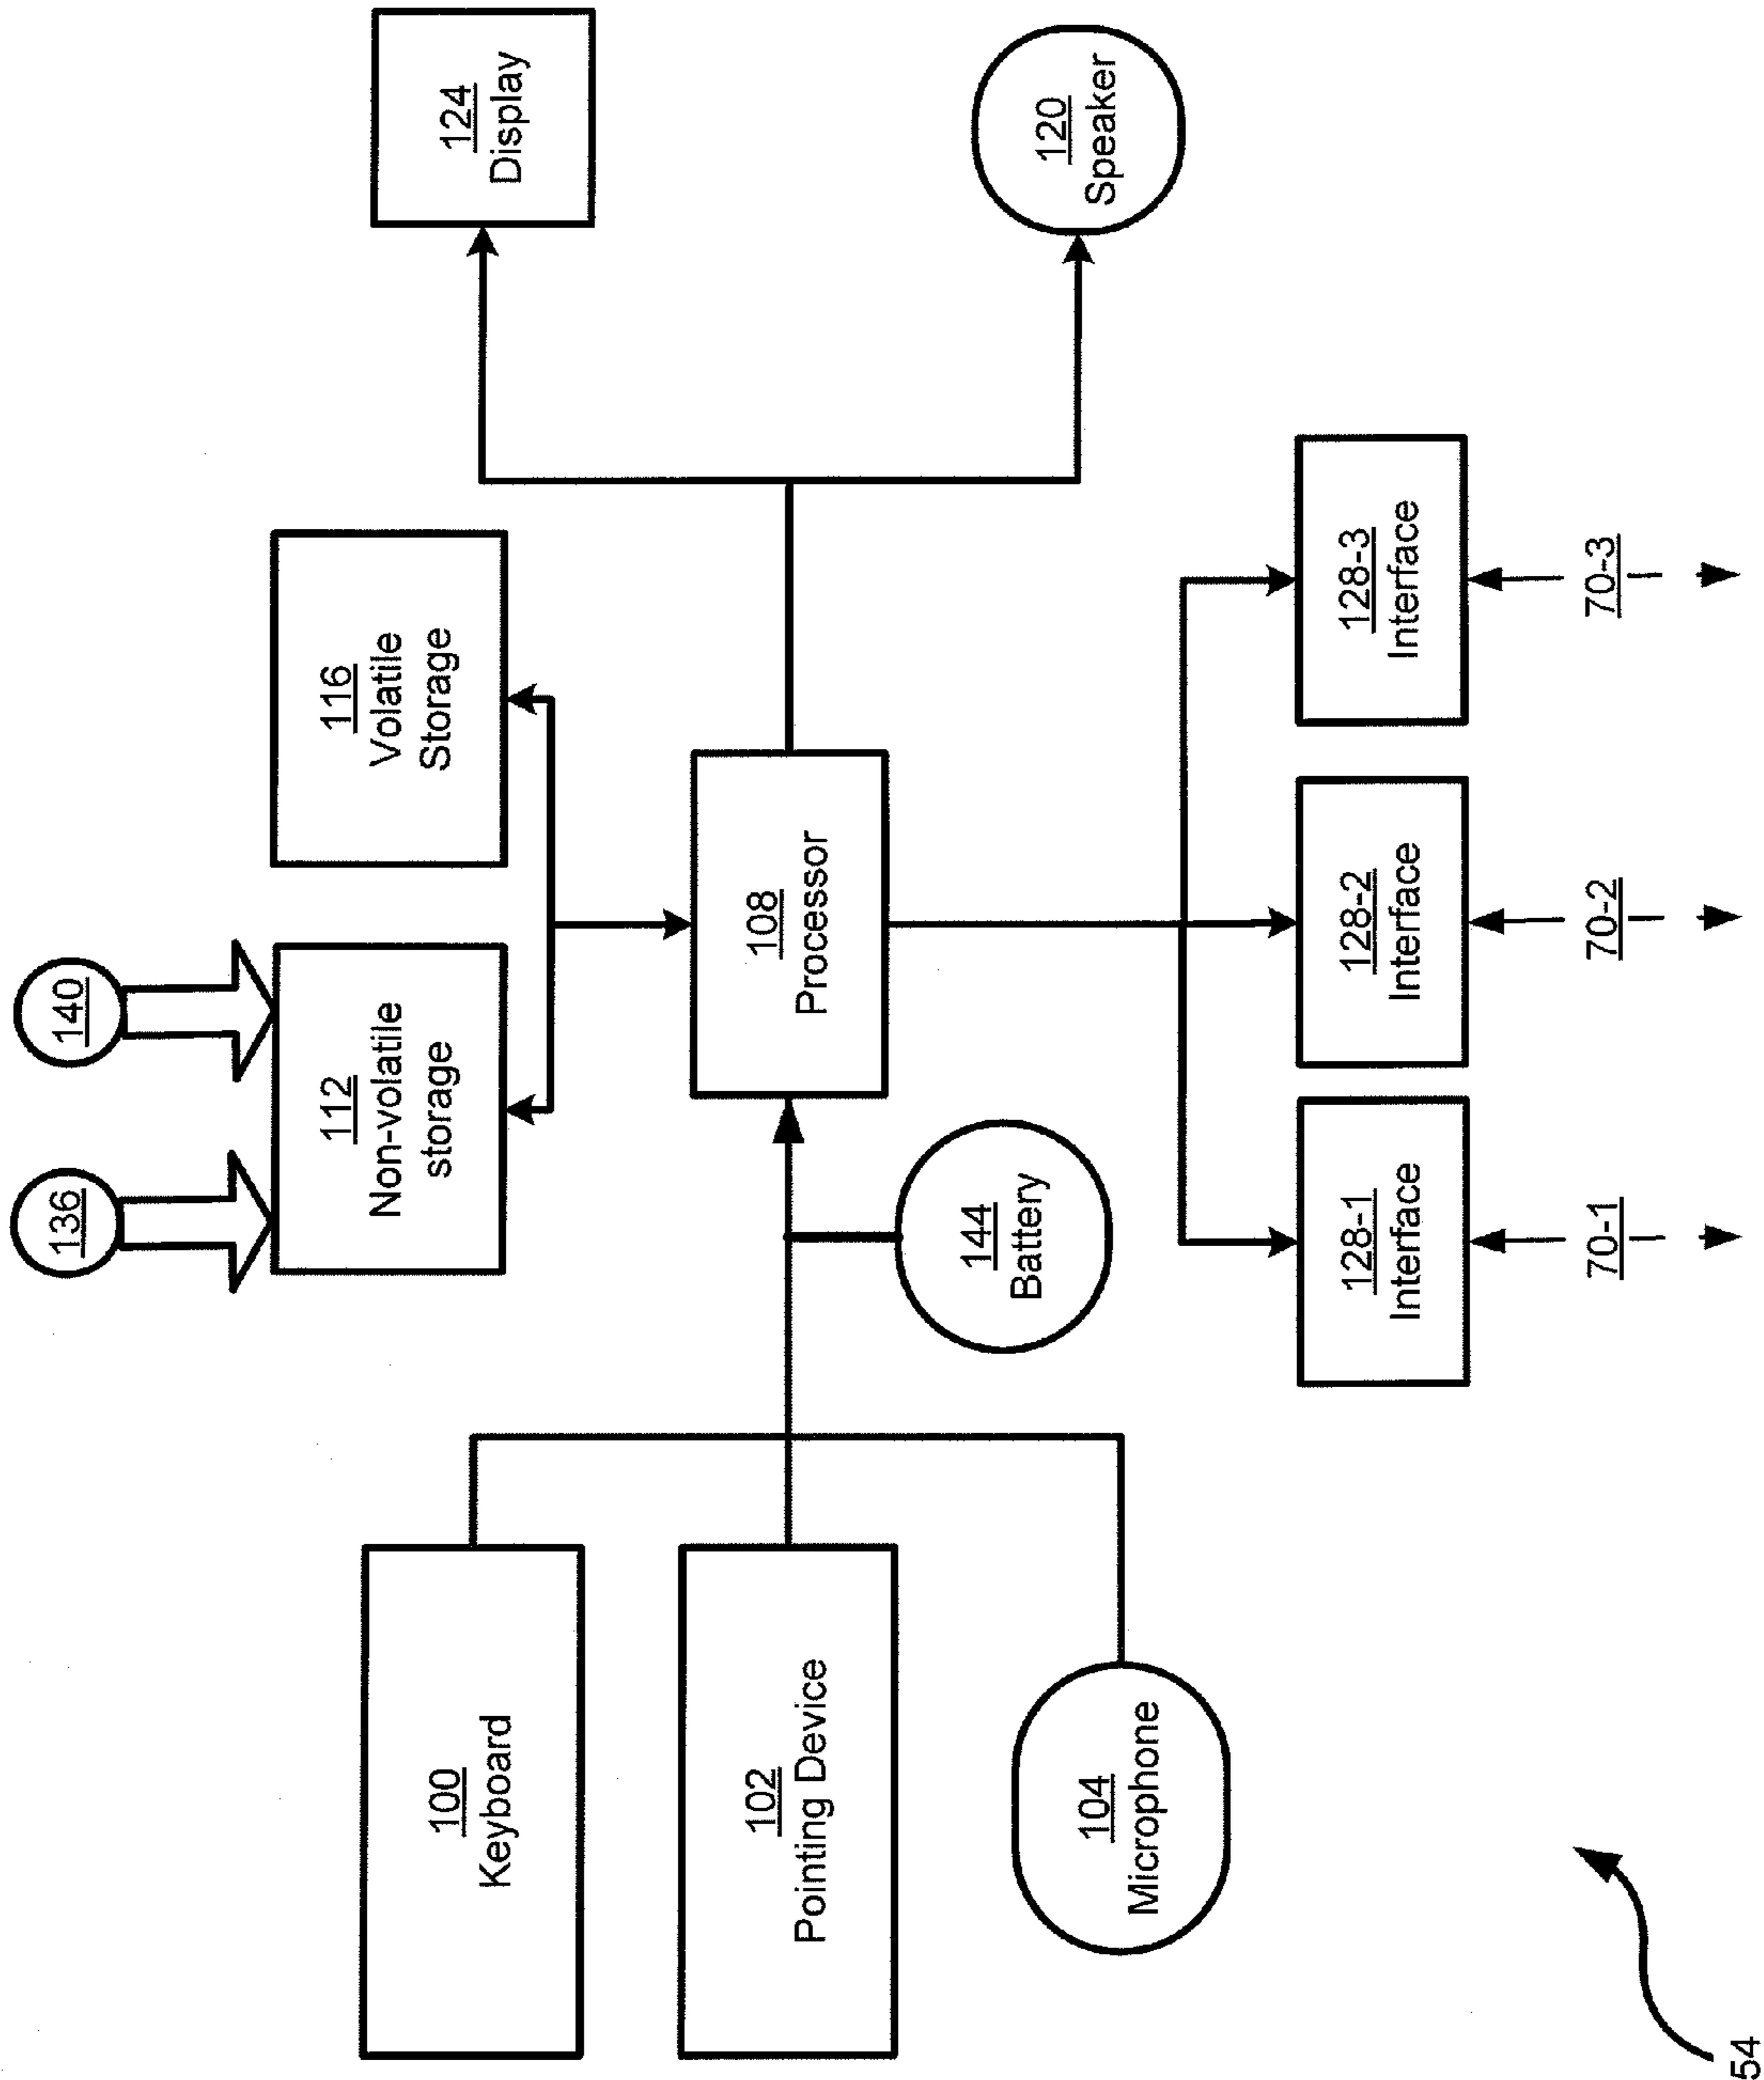 136
140
112
Non-volatile
storage
116
Volatile
Storage
124
Display
100
Keyboard
102
Pointing Device
104
Microphone
108
Processor
144
Battery
120
Speaker
128-1
Interface
128-2
Interface
128-3
Interface
70-1
70-2
70-3
54